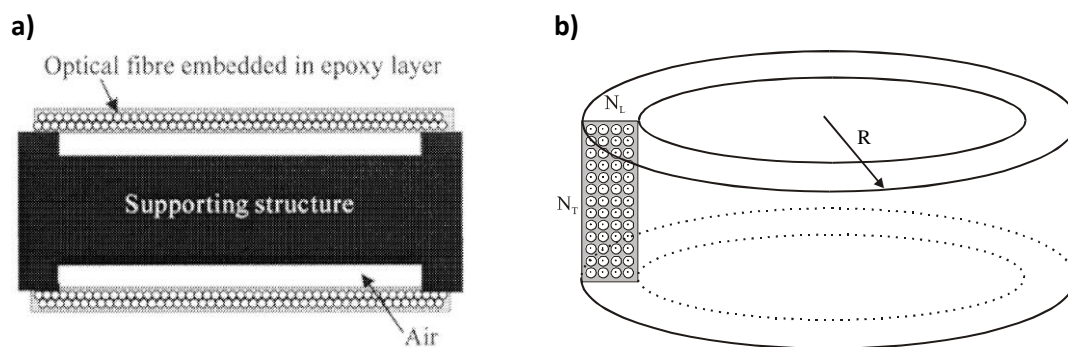 a)
Optical fibre embedded in epoxy layer
Supporting structure
Air
b)
N_L
R
N_T